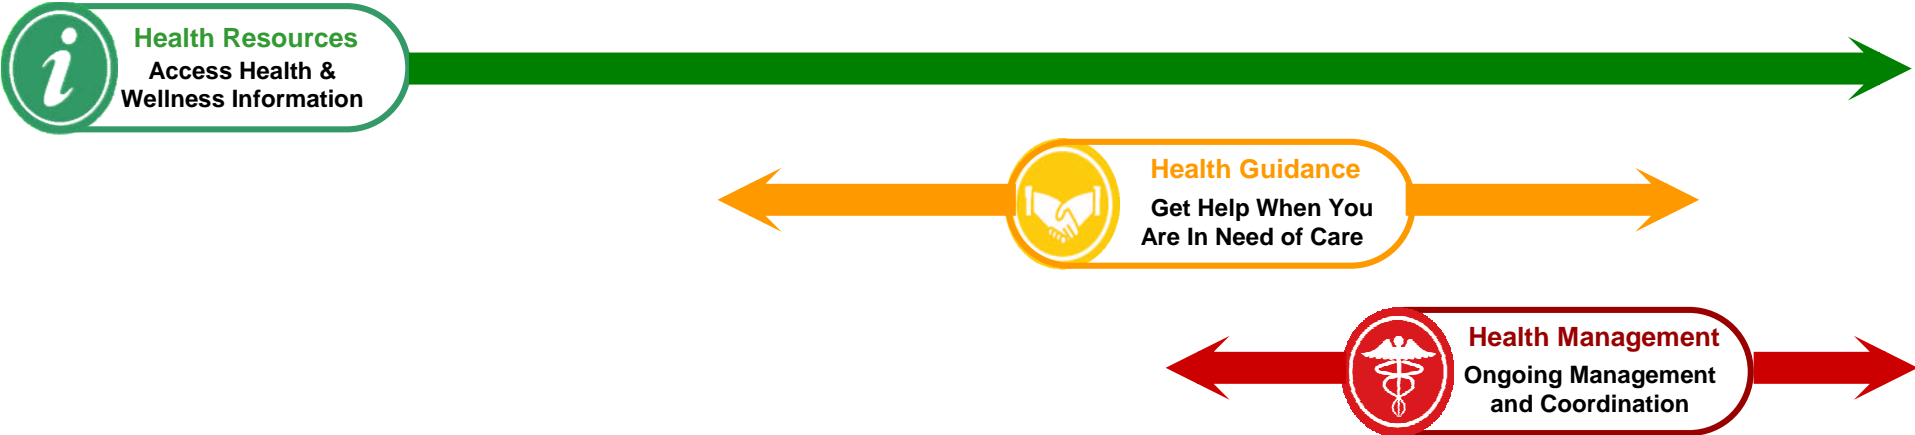 Health Resources
Access Health &
Wellness Information
Health Guidance
Get Help When You
Are In Need of Care
Health Management
Ongoing Management
and Coordination